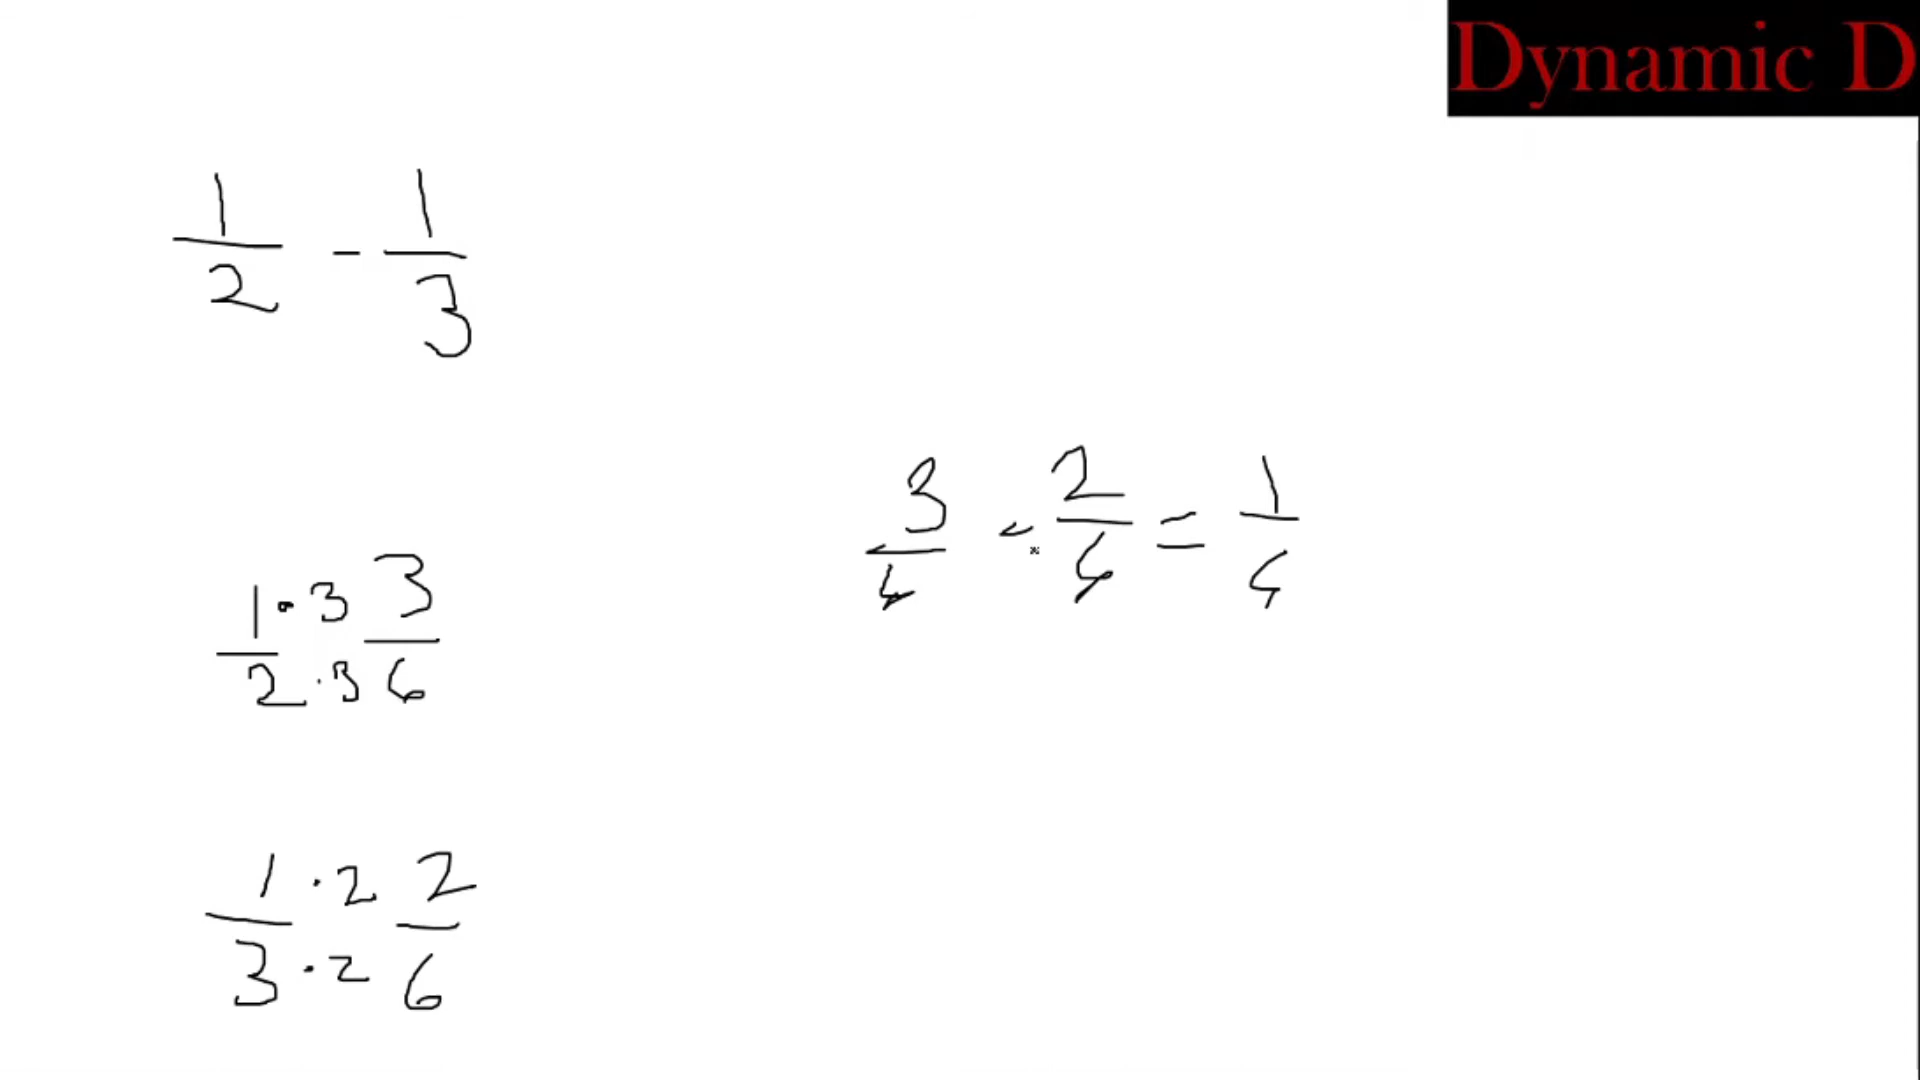 Dynamic D
1/2 - 1/3
3/6 - 2/6 = 1/6
1·3/2·3 3/6
1·2/3·2 2/6